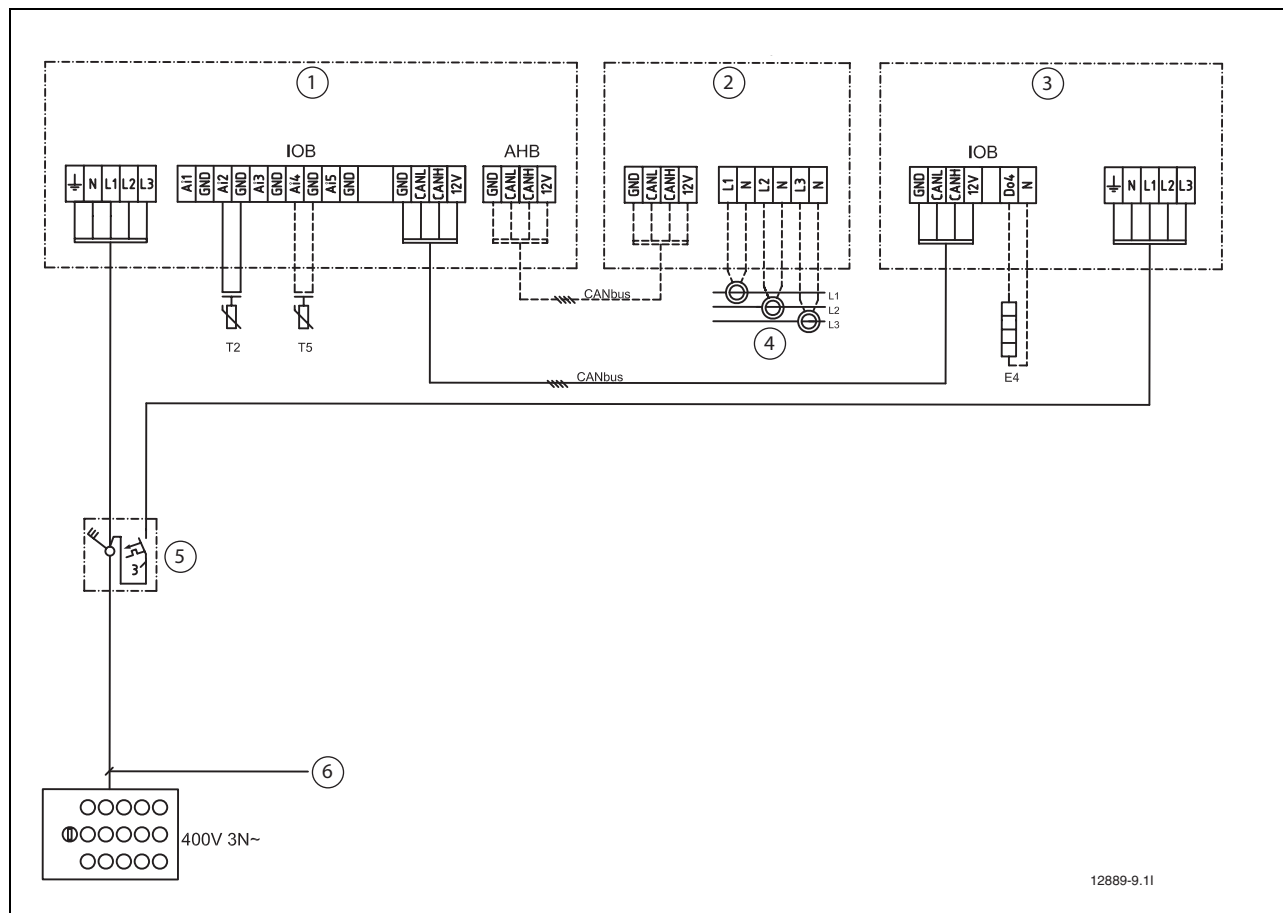 1
2
3
IOB
AHB
IOB
N L1 L2 L3
Ai1 GND Ai2 GND Ai3 GND Ai4 GND Ai5 GND
GND CANL CANH 12V
GND CANL CANH 12V
GND CANL CANH 12V
L1 N L2 N L3 N
GND CANL CANH 12V
Do4 N
N L1 L2 L3
CANbus
L1
L2
L3
T2
T5
4
CANbus
E4
3
5
6
400V 3N~
12889-9.1I